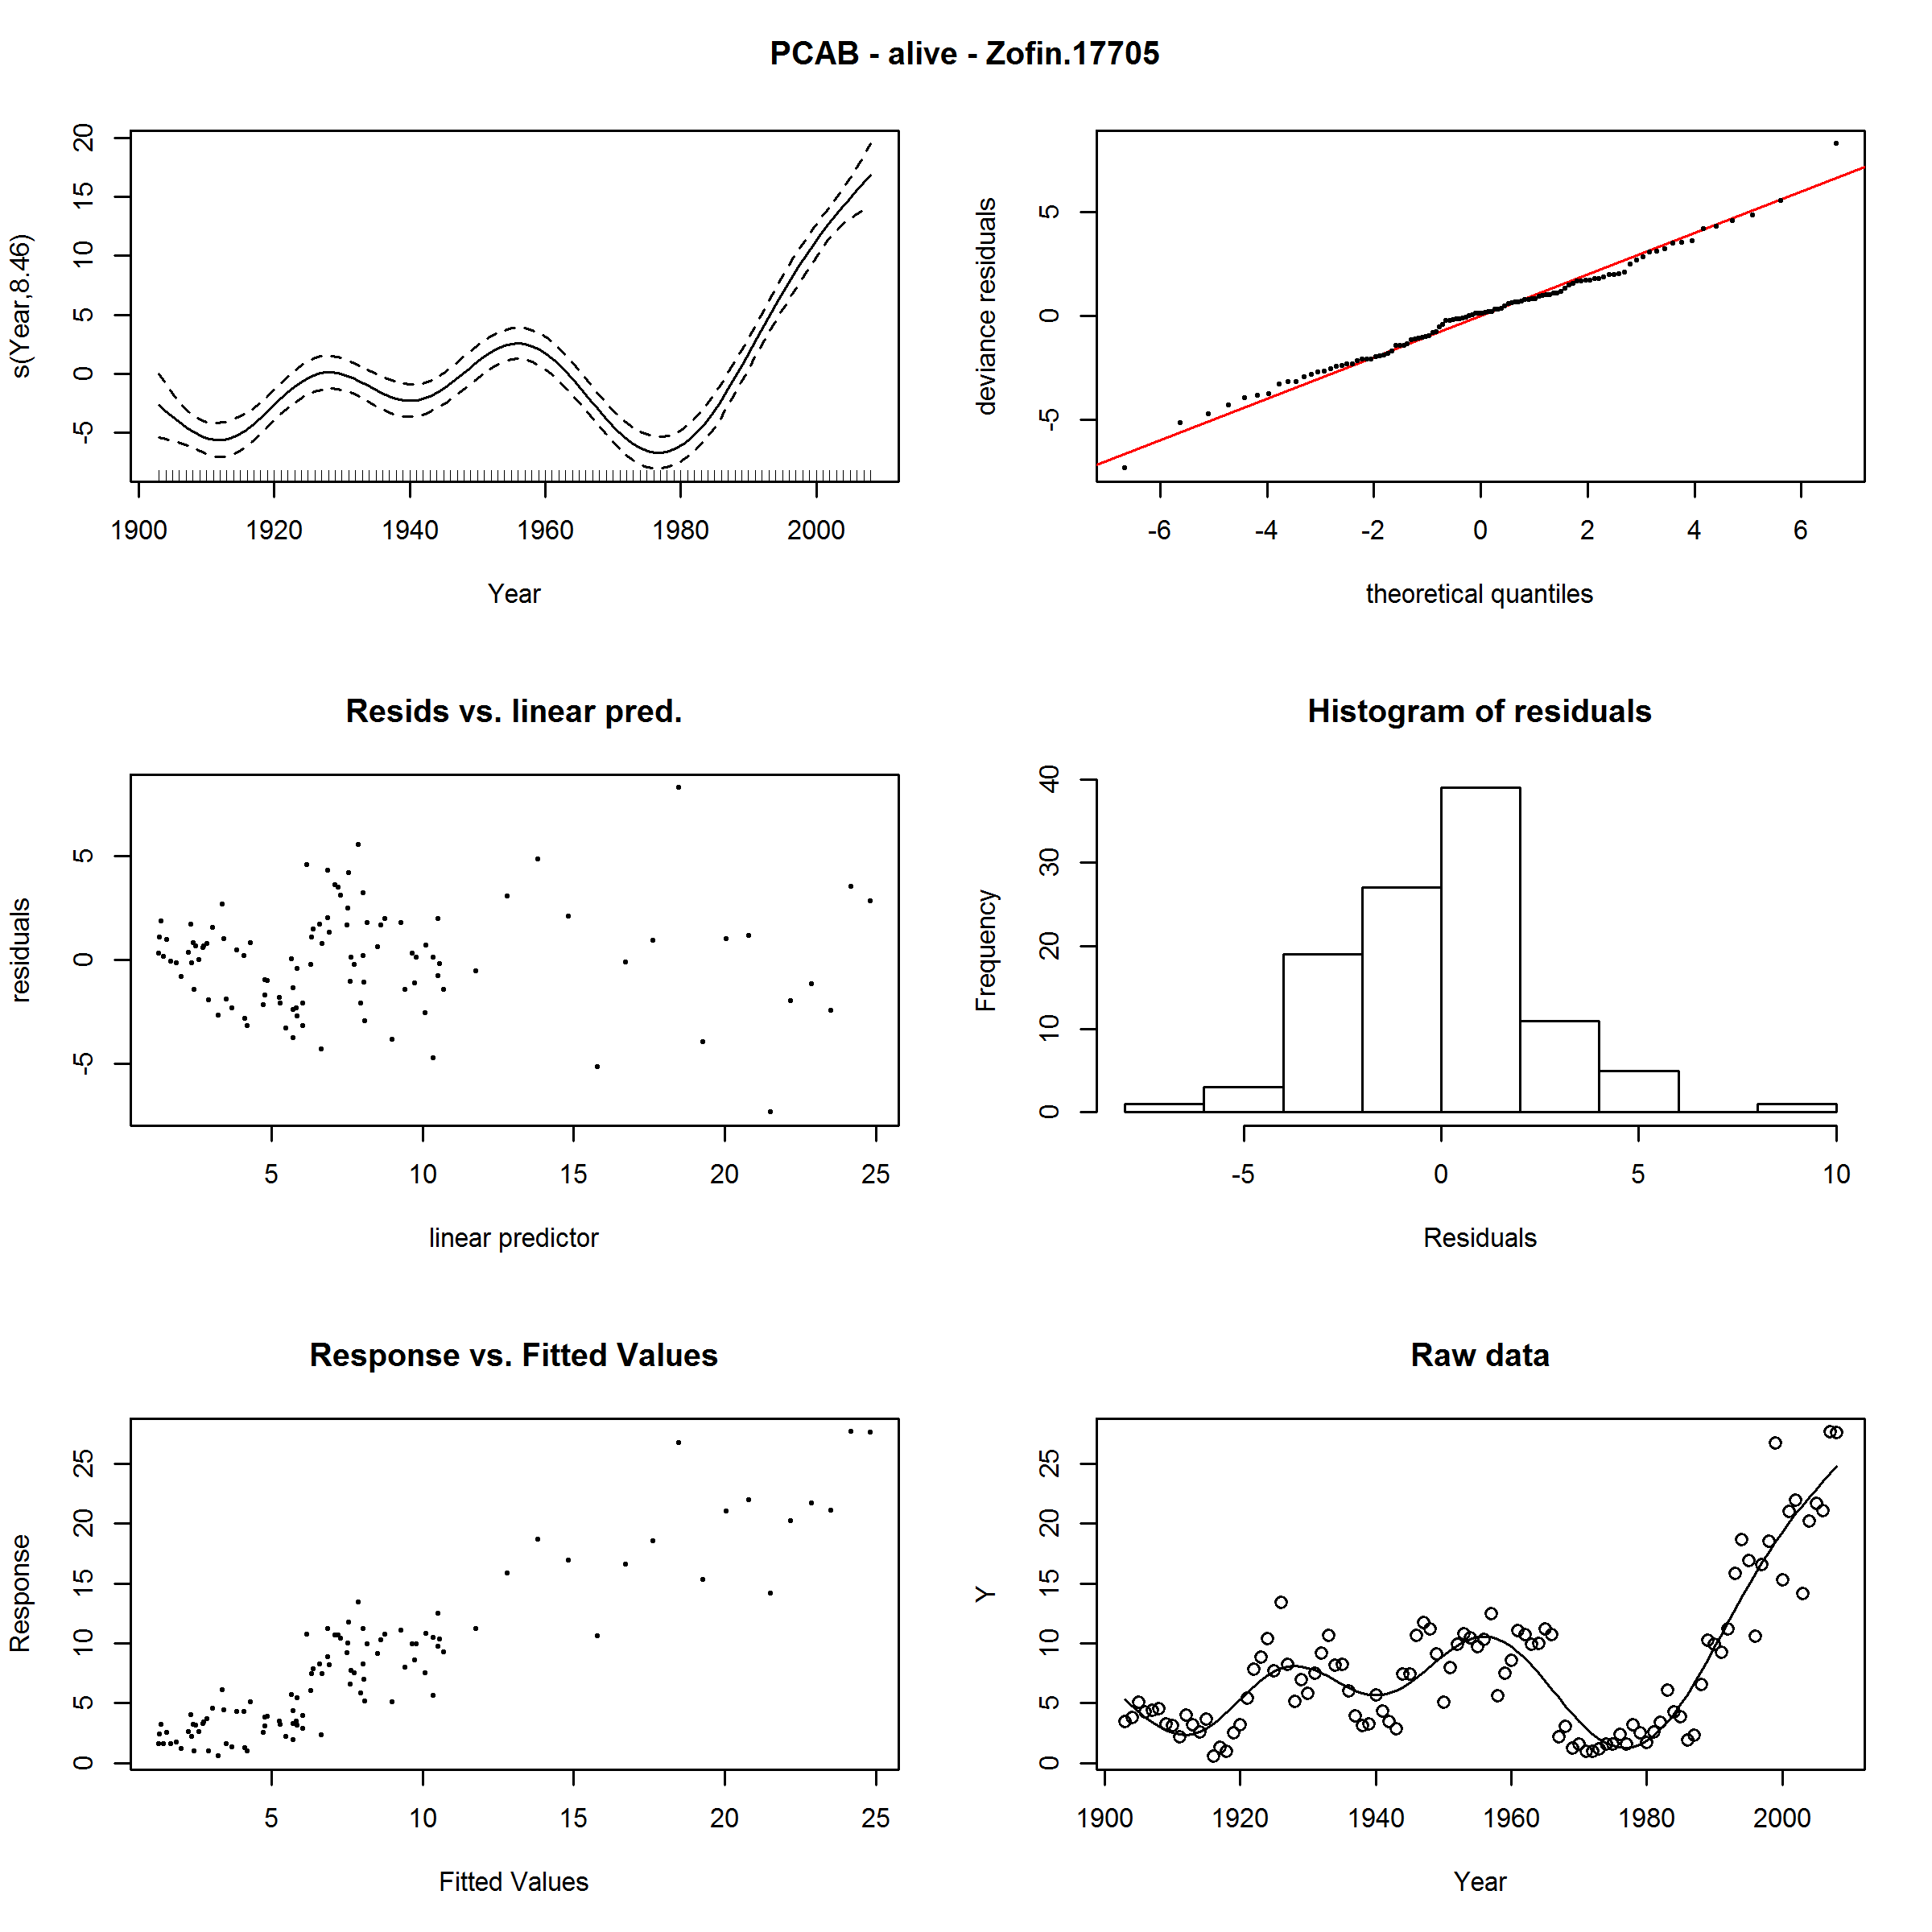 PCAB - alive - Zofin.17705
s(Year,8.46)
-5 0 5 10 15 20
1900 1920 1940 1960 1980 2000
Year
deviance residuals
-5 0 5
-6 -4 -2 0 2 4 6
theoretical quantiles
Resids vs. linear pred.
residuals
-5 0 5
5 10 15 20 25
linear predictor
Histogram of residuals
Frequency
0 10 20 30 40
-5 0 5 10
Residuals
Response vs. Fitted Values
Response
0 5 10 15 20 25
5 10 15 20 25
Fitted Values
Raw data
Y
0 5 10 15 20 25
1900 1920 1940 1960 1980 2000
Year